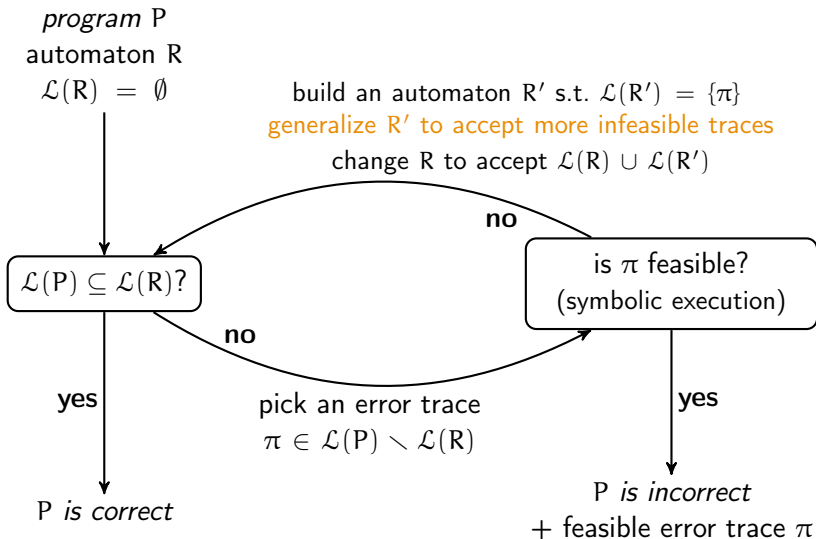 program P
automaton R
ℒ(R) = ∅
build an automaton R′ s.t. ℒ(R′) = {π}
generalize R′ to accept more infeasible traces
change R to accept ℒ(R) ∪ ℒ(R′)
no
ℒ(P) ⊆ ℒ(R)?
is π feasible?
(symbolic execution)
no
yes
pick an error trace
π ∈ ℒ(P) ∖ ℒ(R)
yes
P is correct
P is incorrect
+ feasible error trace π